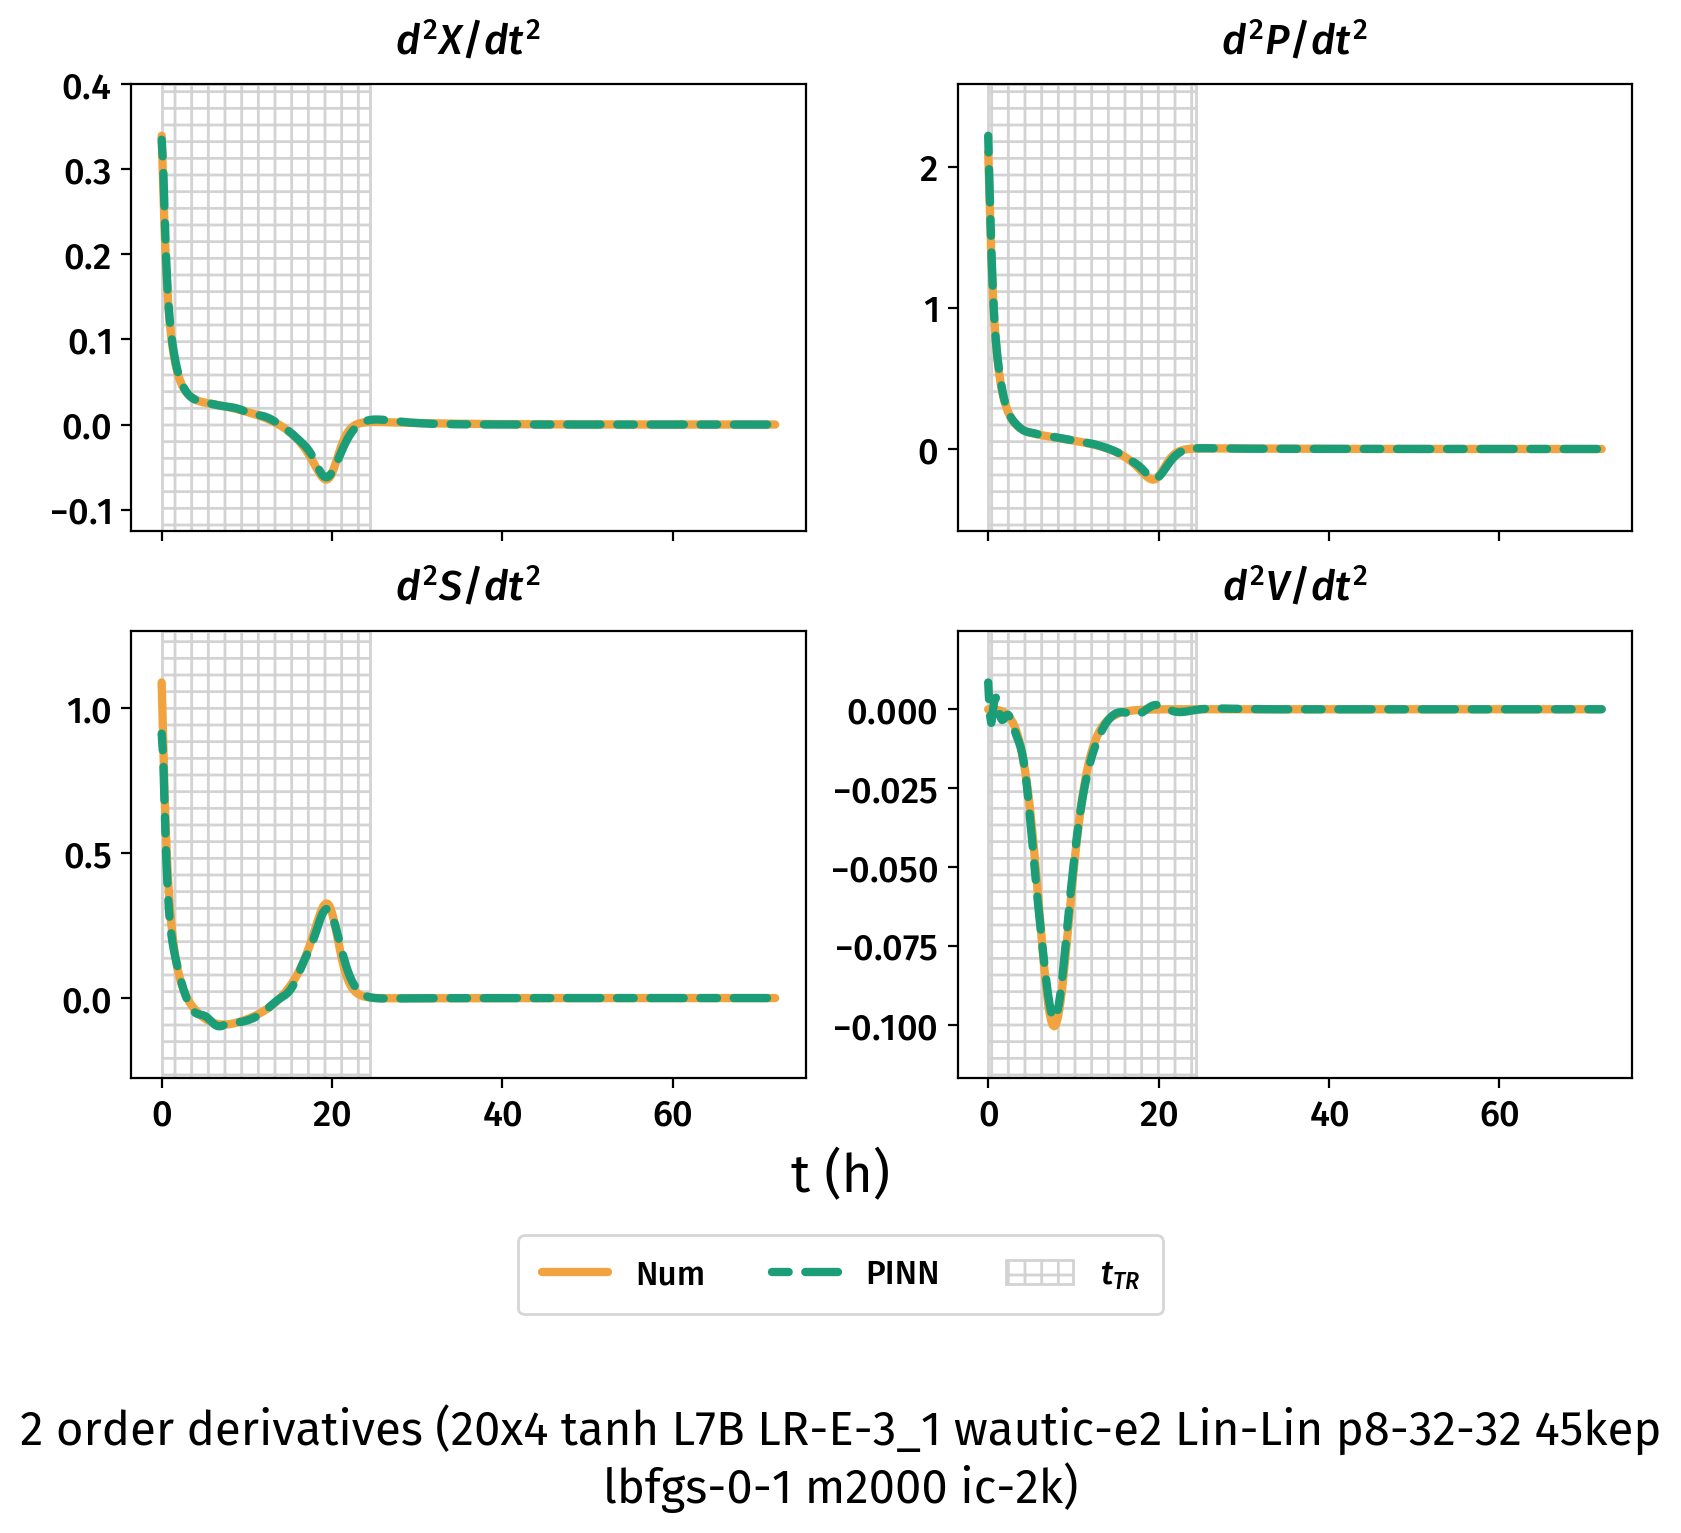 d²X/dt²
d²P/dt²
0.4
0.3
0.2
0.1
0.0
−0.1
2
1
0
d²S/dt²
d²V/dt²
1.0
0.5
0.0
0.000
−0.025
−0.050
−0.075
−0.100
0 20 40 60
0 20 40 60
t (h)
Num PINN t_TR
2 order derivatives (20x4 tanh L7B LR-E-3_1 wautic-e2 Lin-Lin p8-32-32 45kep
lbfgs-0-1 m2000 ic-2k)